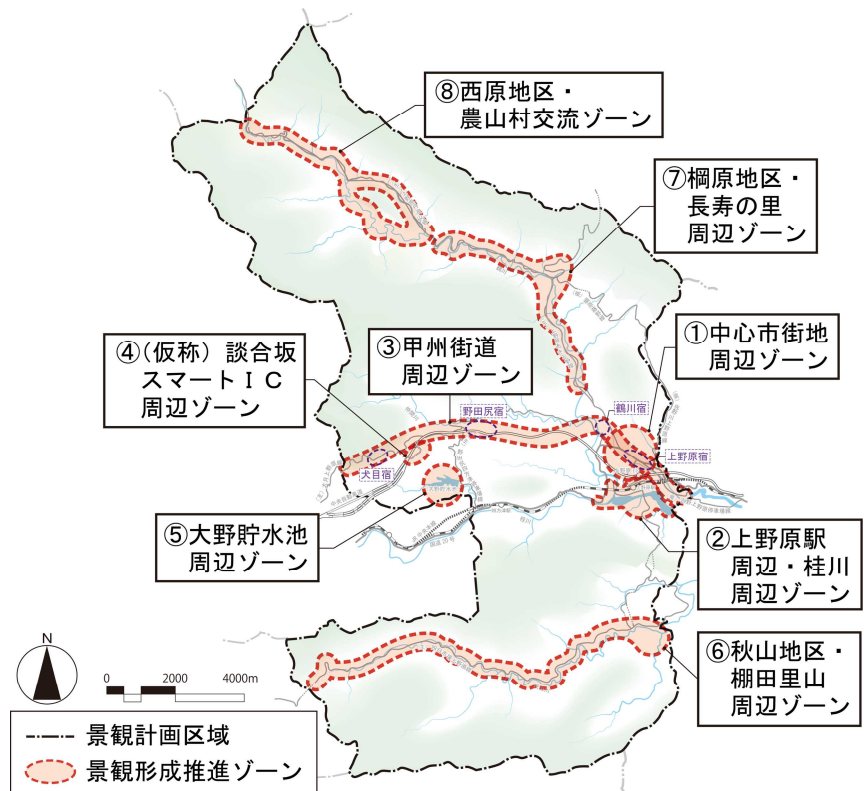 ⑧西原地区・
農山村交流ゾーン
⑦棡原地区・
長寿の里
周辺ゾーン
①中心市街地
周辺ゾーン
③甲州街道
周辺ゾーン
④(仮称)談合坂
スマートＩＣ
周辺ゾーン
野田尻宿
鶴川宿
上野原宿
犬目宿
⑤大野貯水池
周辺ゾーン
②上野原駅
周辺・桂川
周辺ゾーン
⑥秋山地区・
棚田里山
周辺ゾーン
N
0 2000 4000m
景観計画区域
景観形成推進ゾーン